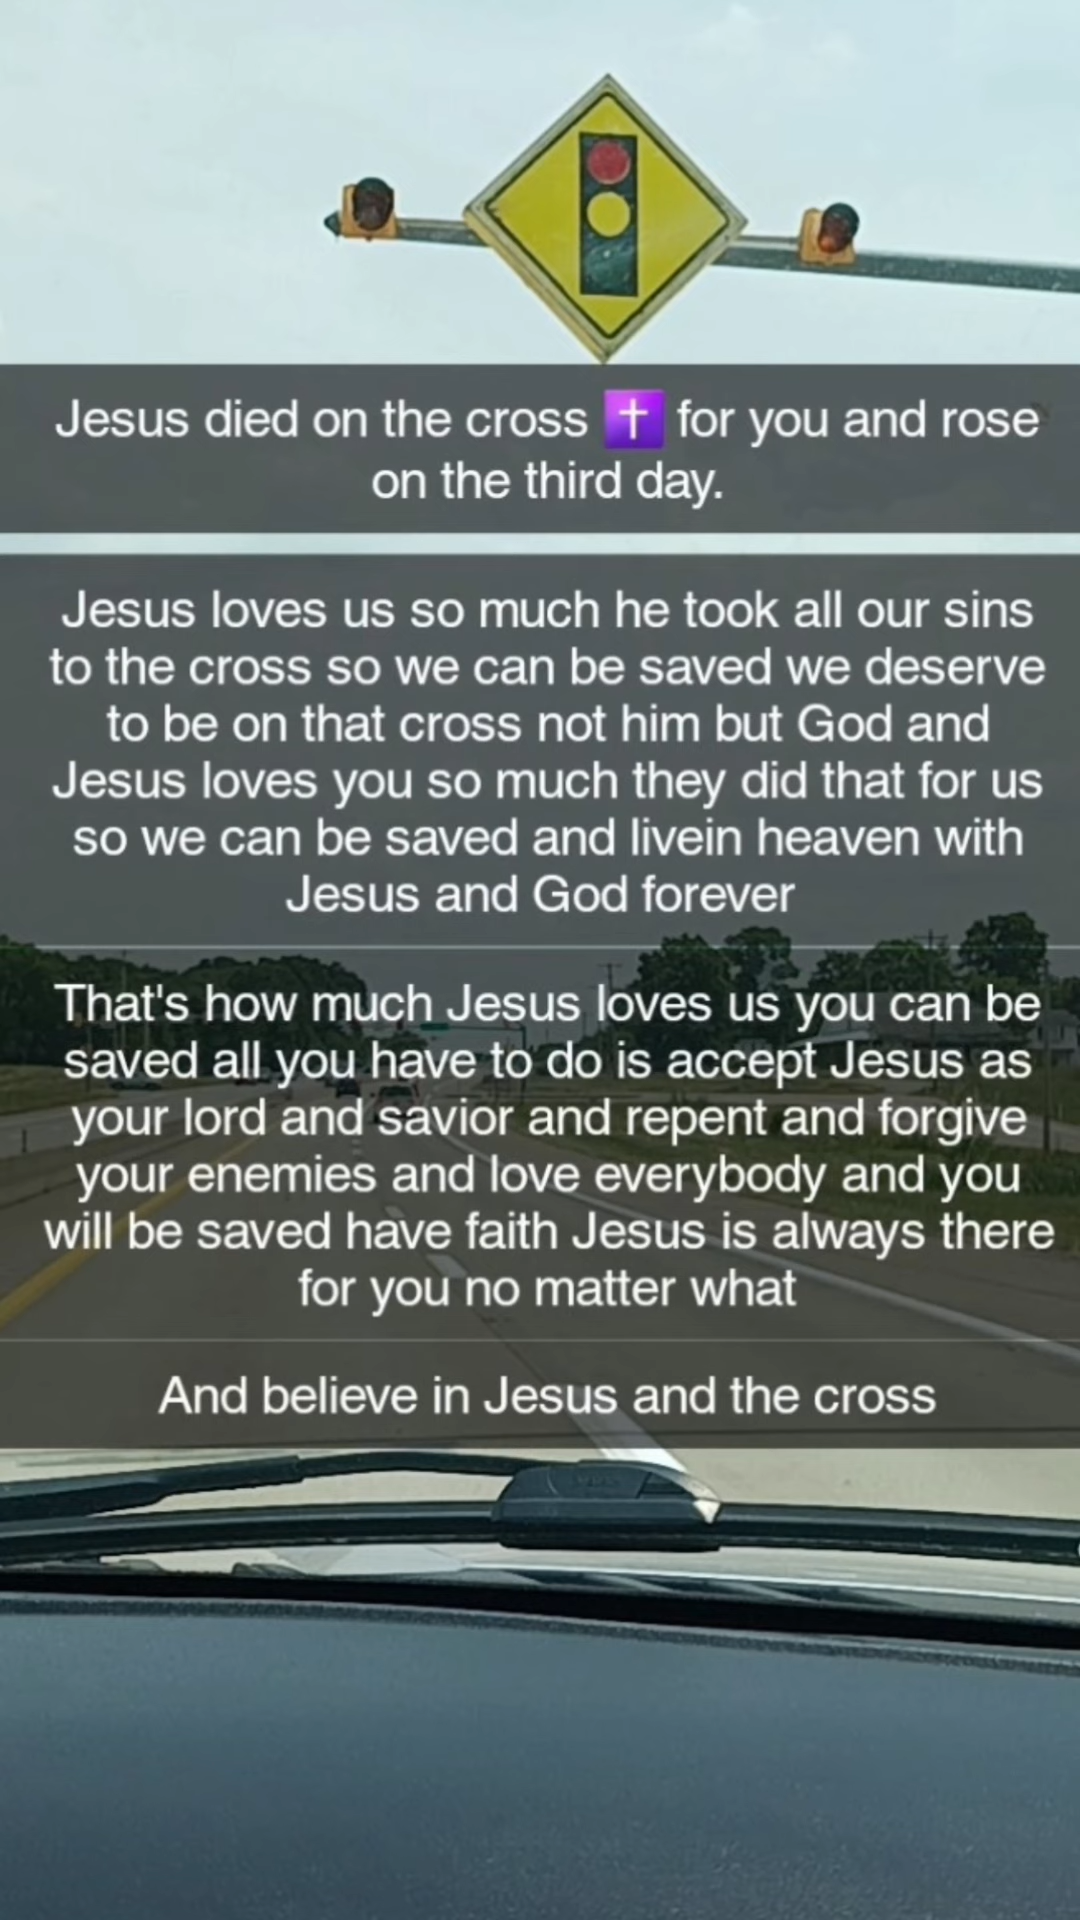 Jesus died on the cross ✝️ for you and rose
on the third day.
Jesus loves us so much he took all our sins
to the cross so we can be saved we deserve
to be on that cross not him but God and
Jesus loves you so much they did that for us
so we can be saved and livein heaven with
Jesus and God forever
That's how much Jesus loves us you can be
saved all you have to do is accept Jesus as
your lord and savior and repent and forgive
your enemies and love everybody and you
will be saved have faith Jesus is always there
for you no matter what
And believe in Jesus and the cross